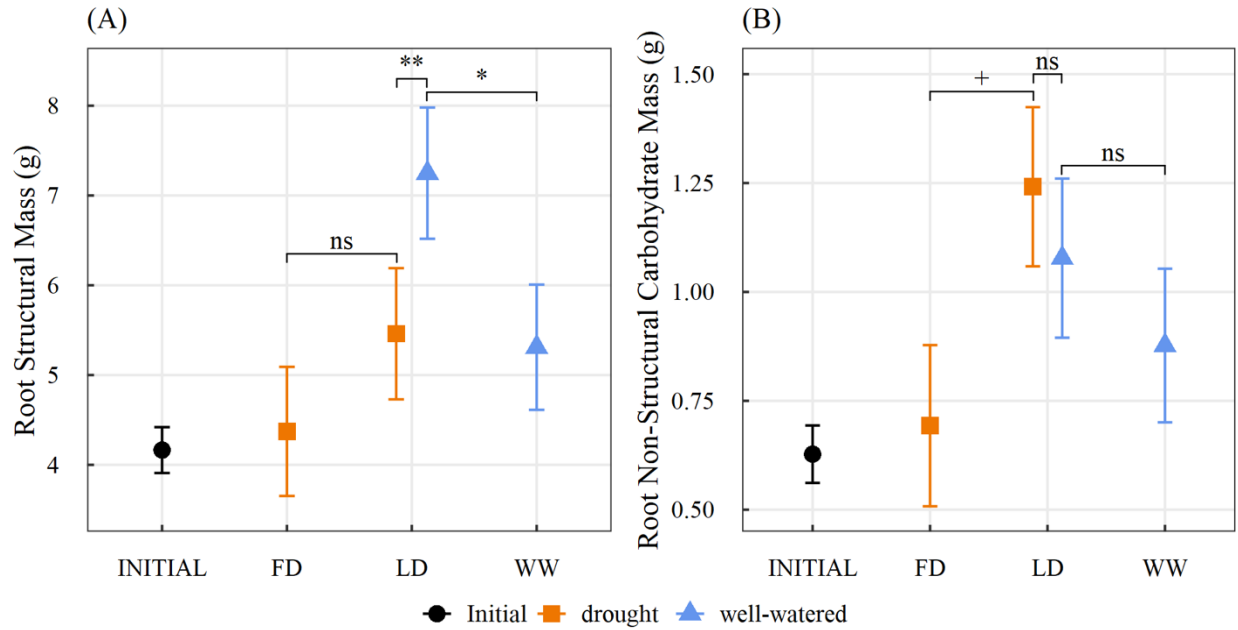 (A)
Root Structural Mass (g)
8
7
6
5
4
**
*
ns
INITIAL FD LD WW
(B)
Root Non-Structural Carbohydrate Mass (g)
1.50
1.25
1.00
0.75
0.50
+
ns
ns
INITIAL FD LD WW
Initial drought well-watered